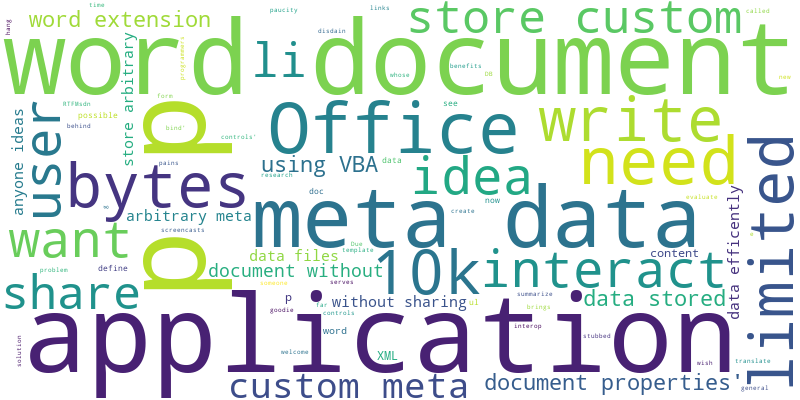 time
paucity
links
called
word extension
store custom
hang
disdain
programmers
word
document
li
whose
benefits
DB
new
form
RTFMsdn
see
possible
behind
bind'
controls'
store arbitrary
anyone ideas
user
p
Office
write
need
limited
using VBA
data
idea
pains
research
bytes
doc
now
evaluate
arbitrary meta
create
meta data
want
screencasts
Due
template
p
data files
content
data efficently
problem
define
someone
document without
10k
interact
share
serves
summarize
p
without sharing
ul
data stored
goodie
far
controls
brings
application
word
interop
stubbed
solution
welcome
XML
wish
translate
general
custom meta
document properties'